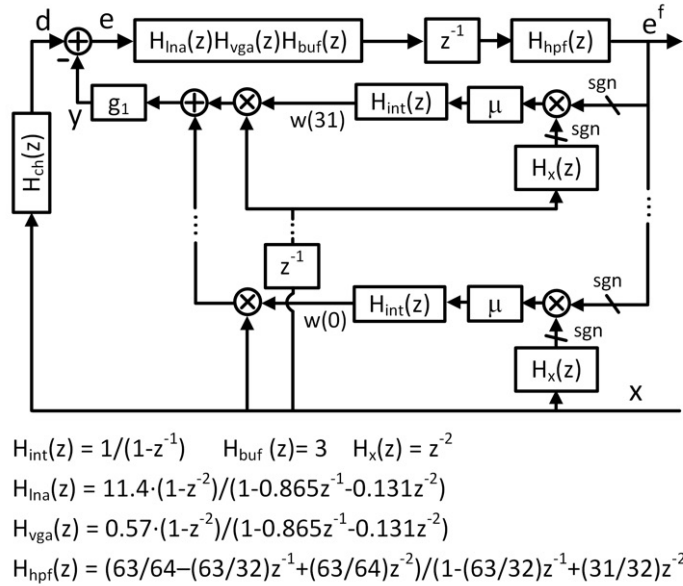 d
e
H_lna(z)H_vga(z)H_buf(z)
z⁻¹
H_hpf(z)
e^f
-
y
g₁
w(31)
H_int(z)
μ
sgn
sgn
H_x(z)
H_ch(z)
z⁻¹
w(0)
H_int(z)
μ
sgn
sgn
H_x(z)
x
H_int(z) = 1/(1-z⁻¹) H_buf (z)= 3 H_x(z) = z⁻²
H_lna(z) = 11.4·(1-z⁻²)/(1-0.865z⁻¹-0.131z⁻²)
H_vga(z) = 0.57·(1-z⁻²)/(1-0.865z⁻¹-0.131z⁻²)
H_hpf(z) = (63/64–(63/32)z⁻¹+(63/64)z⁻²)/(1-(63/32)z⁻¹+(31/32)z⁻²